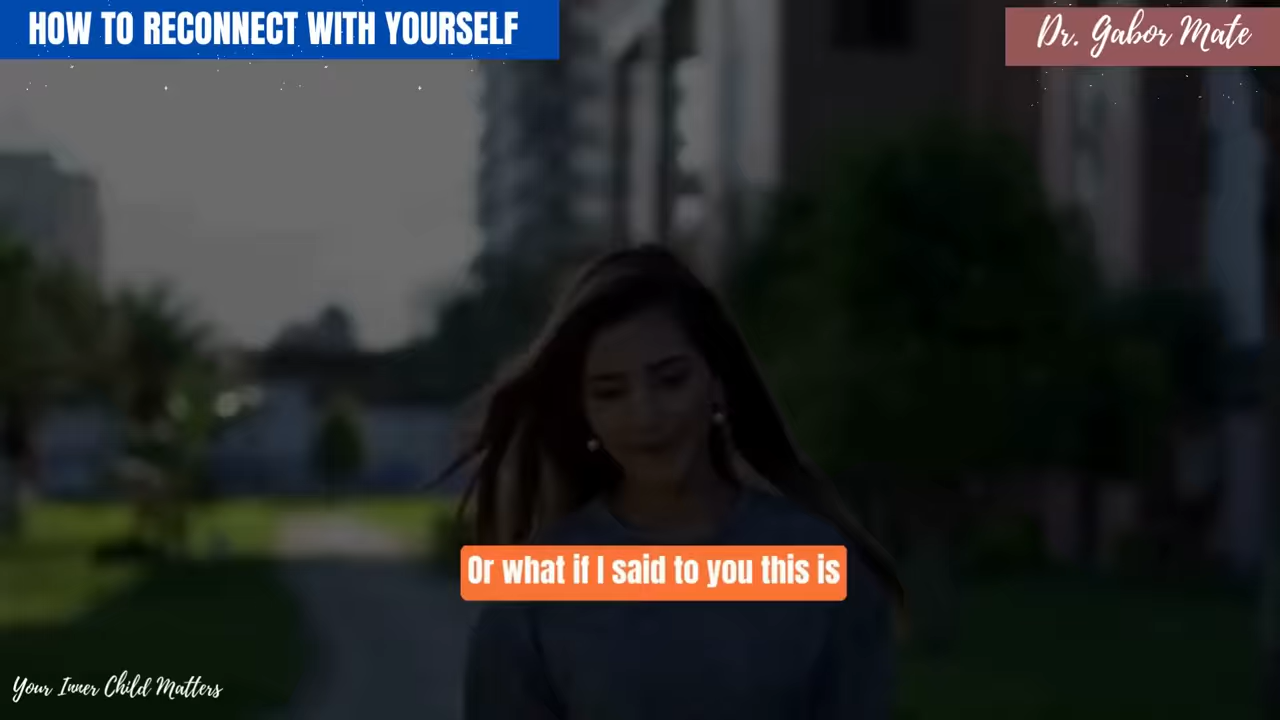 HOW TO RECONNECT WITH YOURSELF
Dr. Gabor Mate
Or what if I said to you this is
Your Inner Child Matters